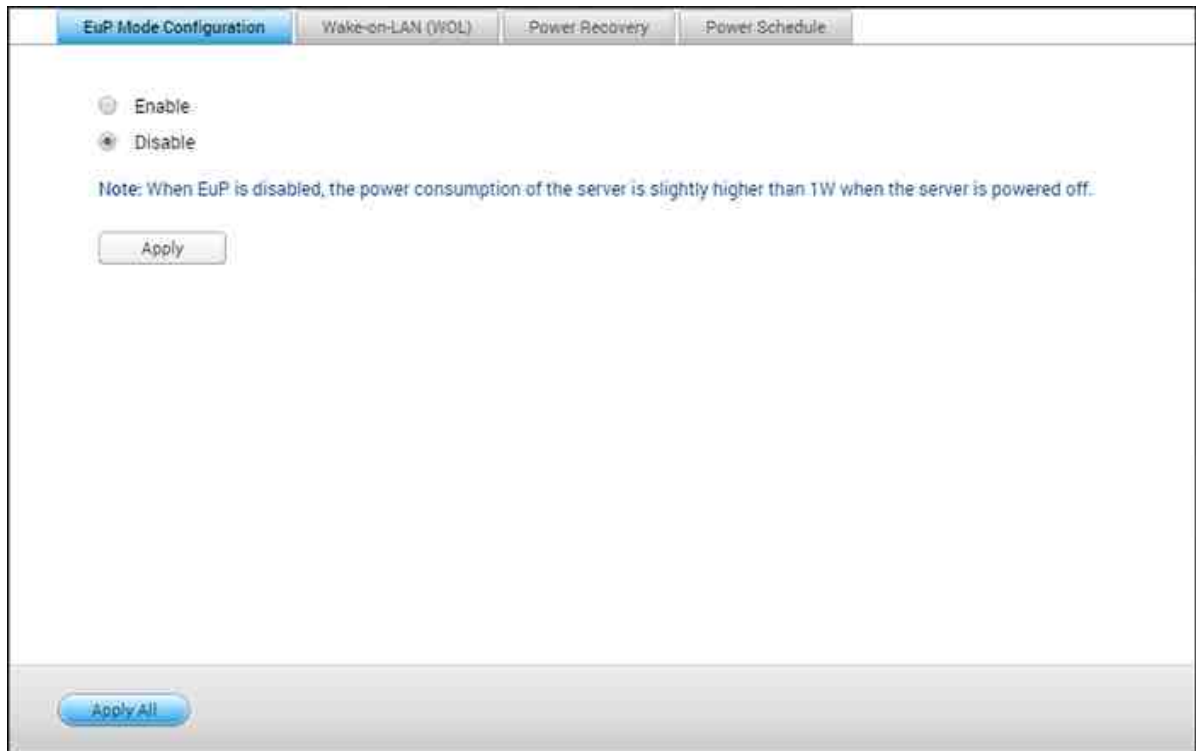 EuP Mode Configuration Wake-on-LAN (WOL) Power Recovery Power Schedule
Enable
Disable
Note: When EuP is disabled, the power consumption of the server is slightly higher than 1W when the server is powered off.
Apply
Apply All